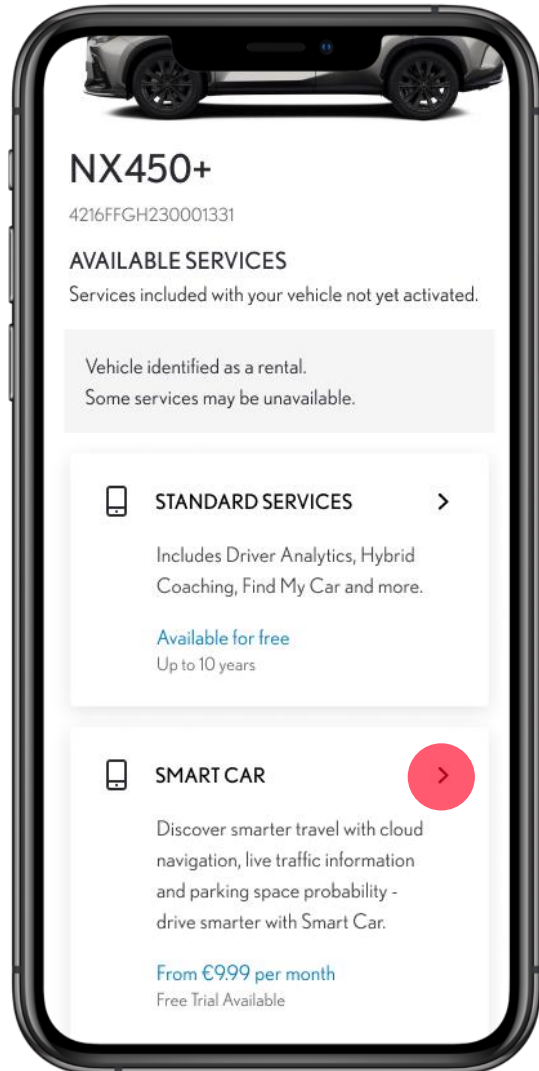 NX450+
4216FFGH230001331
AVAILABLE SERVICES
Services included with your vehicle not yet activated.
Vehicle identified as a rental.
Some services may be unavailable.
STANDARD SERVICES
Includes Driver Analytics, Hybrid
Coaching, Find My Car and more.
Available for free
Up to 10 years
SMART CAR
Discover smarter travel with cloud
navigation, live traffic information
and parking space probability -
drive smarter with Smart Car.
From €9.99 per month
Free Trial Available